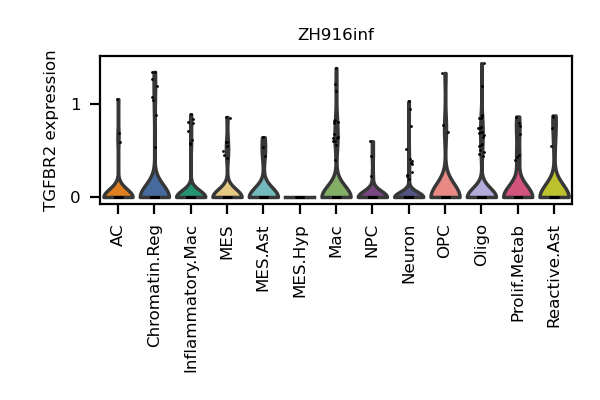 ZH916inf
TGFBR2 expression
1
0
AC
Chromatin.Reg
Inflammatory.Mac
MES
MES.Ast
MES.Hyp
Mac
NPC
Neuron
OPC
Oligo
Prolif.Metab
Reactive.Ast